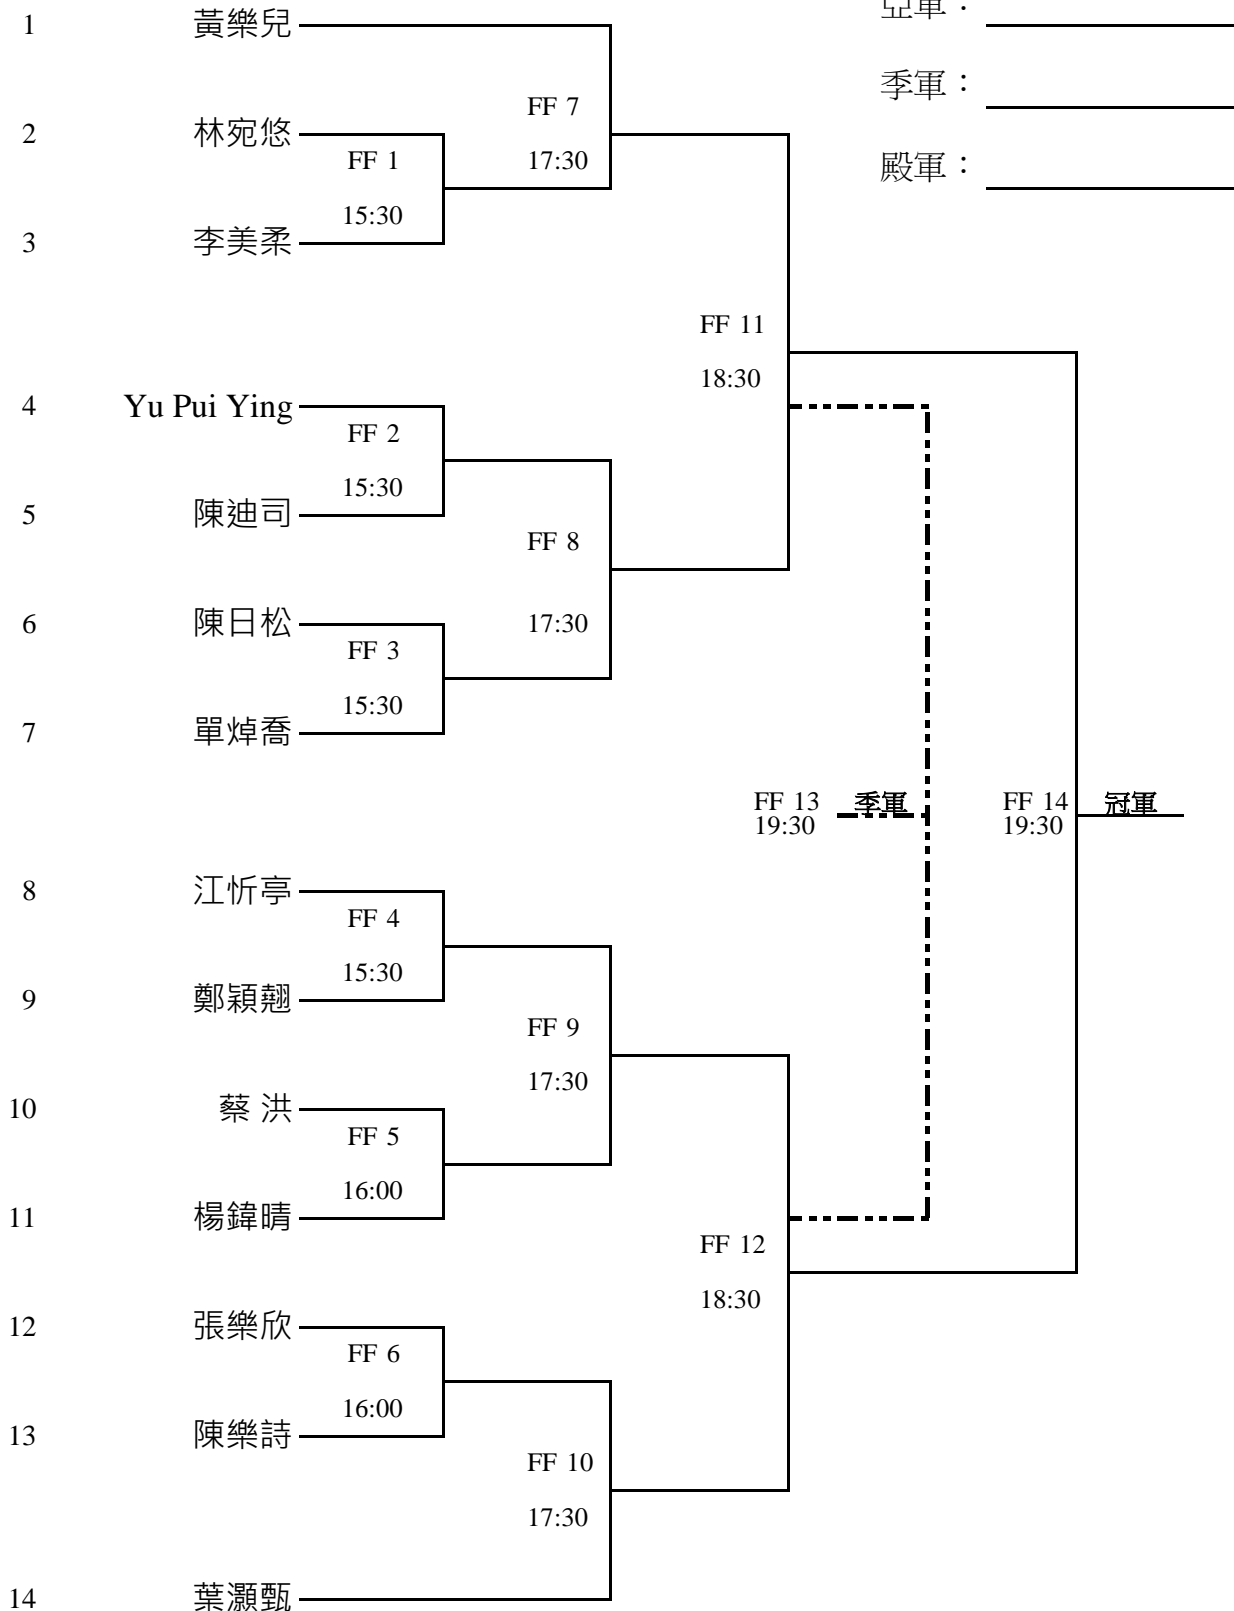 亞軍：
1 黃樂兒
季軍：
FF 7
2 林宛悠
FF 1
17:30
殿軍：
15:30
3 李美柔
FF 11
18:30
4 Yu Pui Ying
FF 2
15:30
5 陳迪司
FF 8
6 陳日松
17:30
FF 3
15:30
7 單焯喬
FF 13 季軍
19:30
FF 14 冠軍
19:30
8 江忻亭
FF 4
15:30
9 鄭穎翹
FF 9
17:30
10 蔡 洪
FF 5
16:00
11 楊鍏晴
FF 12
18:30
12 張樂欣
FF 6
16:00
13 陳樂詩
FF 10
17:30
14 葉灝甄